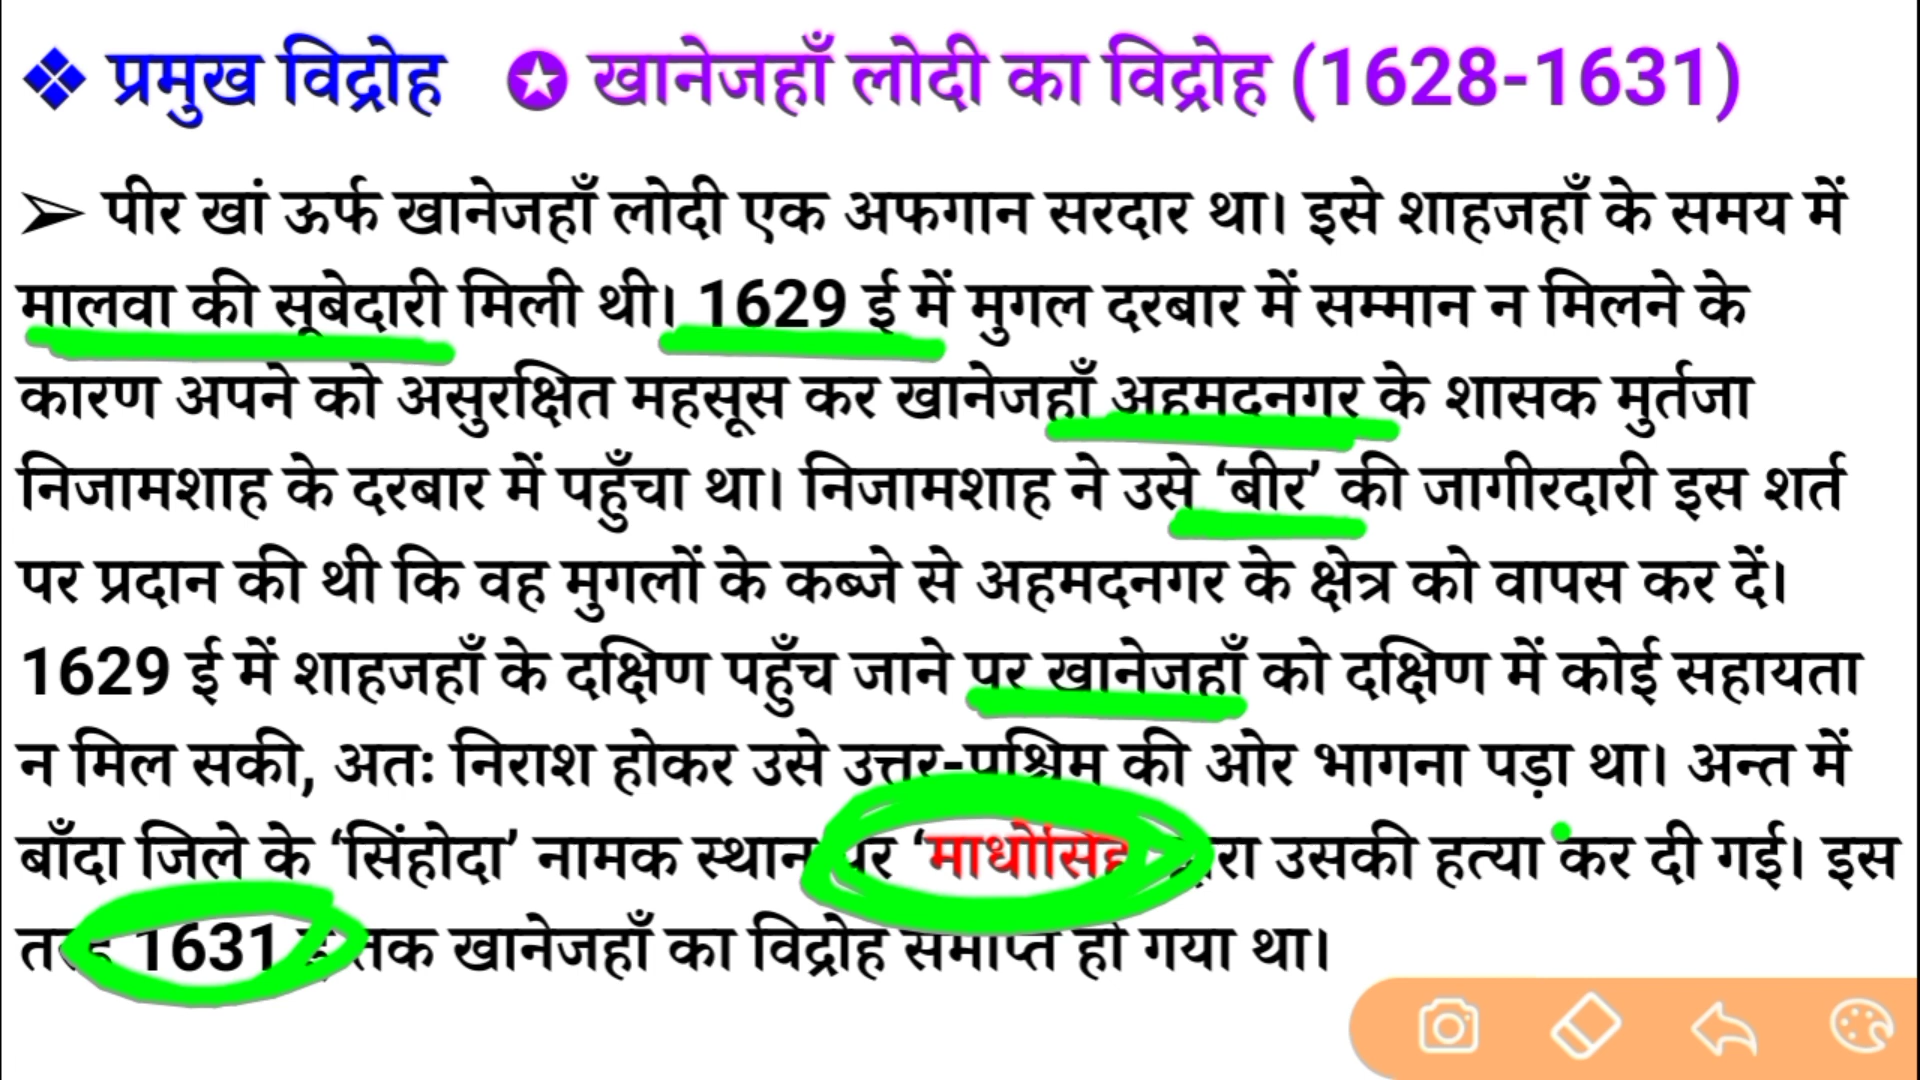 ❖ प्रमुख विद्रोह ✪ खानेजहाँ लोदी का विद्रोह (1628-1631)
➢ पीर खां ऊर्फ खानेजहाँ लोदी एक अफगान सरदार था। इसे शाहजहाँ के समय में
मालवा की सूबेदारी मिली थी। 1629 ई में मुगल दरबार में सम्मान न मिलने के
कारण अपने को असुरक्षित महसूस कर खानेजहाँ अहमदनगर के शासक मुर्तजा
निजामशाह के दरबार में पहुँचा था। निजामशाह ने उसे ‘बीर’ की जागीरदारी इस शर्त
पर प्रदान की थी कि वह मुगलों के कब्जे से अहमदनगर के क्षेत्र को वापस कर दें।
1629 ई में शाहजहाँ के दक्षिण पहुँच जाने पर खानेजहाँ को दक्षिण में कोई सहायता
न मिल सकी, अतः निराश होकर उसे उत्तर-पश्चिम की ओर भागना पड़ा था। अन्त में
बाँदा जिले के ‘सिंहोदा’ नामक स्थान पर ‘माधोसिंह’ द्वारा उसकी हत्या कर दी गई। इस
तरह 1631 ई तक खानेजहाँ का विद्रोह समाप्त हो गया था।